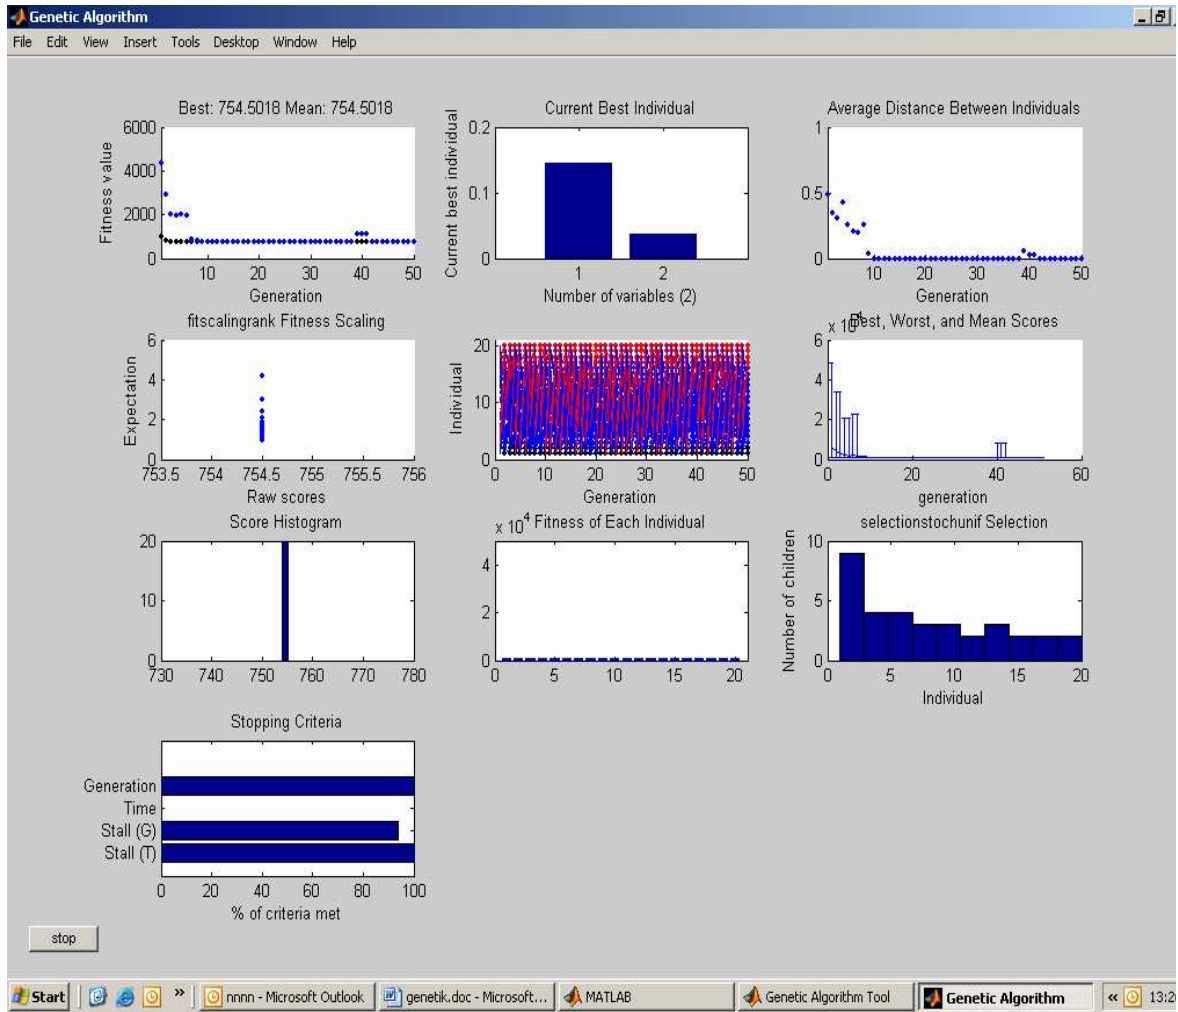 Genetic Algorithm
File Edit View Insert Tools Desktop Window Help
Best: 754.5018 Mean: 754.5018
Fitness value
6000
4000
2000
0
10 20 30 40 50
Generation
Current Best Individual
Current best individual
0.2
0.1
0
1 2
Number of variables (2)
Average Distance Between Individuals
1
0.5
0
10 20 30 40 50
Generation
fitscalingrank Fitness Scaling
Expectation
6
4
2
0
753.5 754 754.5 755 755.5 756
Raw scores
Individual
20
10
0
0 10 20 30 40 50
Generation
x 10^4
Best, Worst, and Mean Scores
6
4
2
0
0 20 40 60
generation
Score Histogram
20
10
0
730 740 750 760 770 780
x 10^4 Fitness of Each Individual
4
2
0
0 5 10 15 20
selectionstochunif Selection
Number of children
10
5
0
5 10 15 20
Individual
Stopping Criteria
Generation
Time
Stall (G)
Stall (T)
0 20 40 60 80 100
% of criteria met
stop
Start » nnnn - Microsoft Outlook genetik.doc - Microsoft... MATLAB Genetic Algorithm Tool Genetic Algorithm «